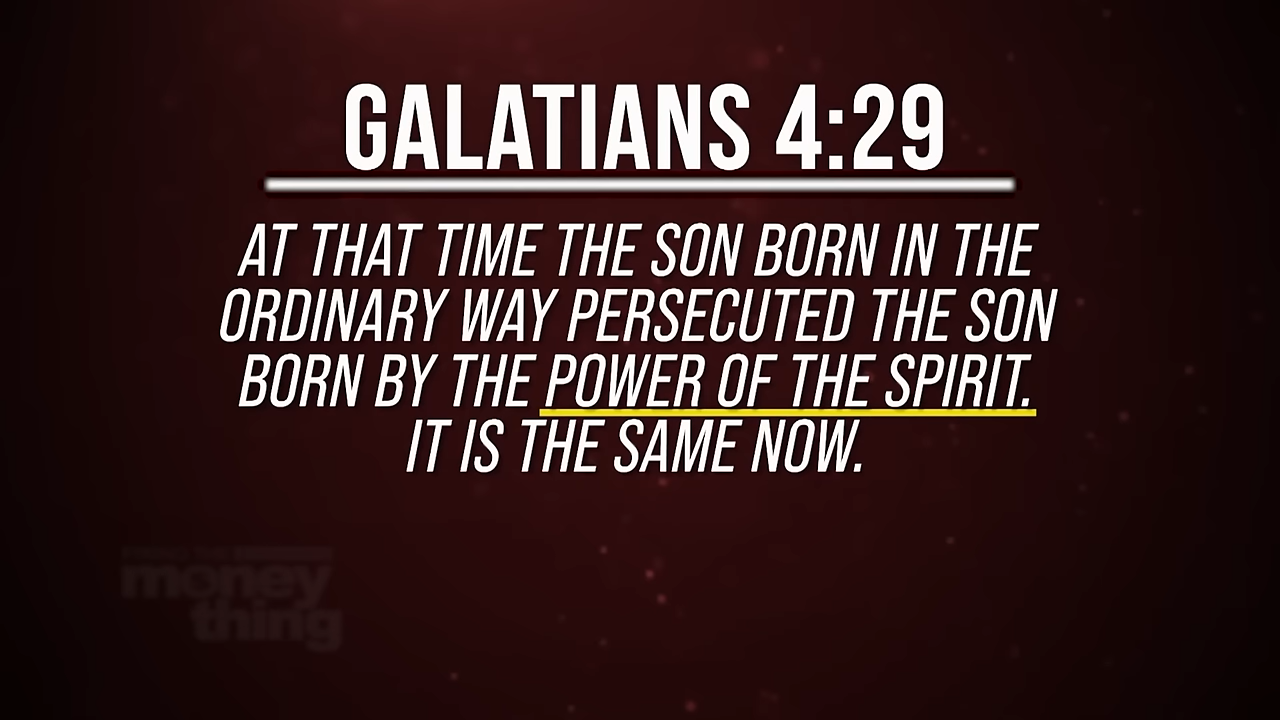 GALATIANS 4:29
AT THAT TIME THE SON BORN IN THE
ORDINARY WAY PERSECUTED THE SON
BORN BY THE POWER OF THE SPIRIT.
IT IS THE SAME NOW.
money
thing